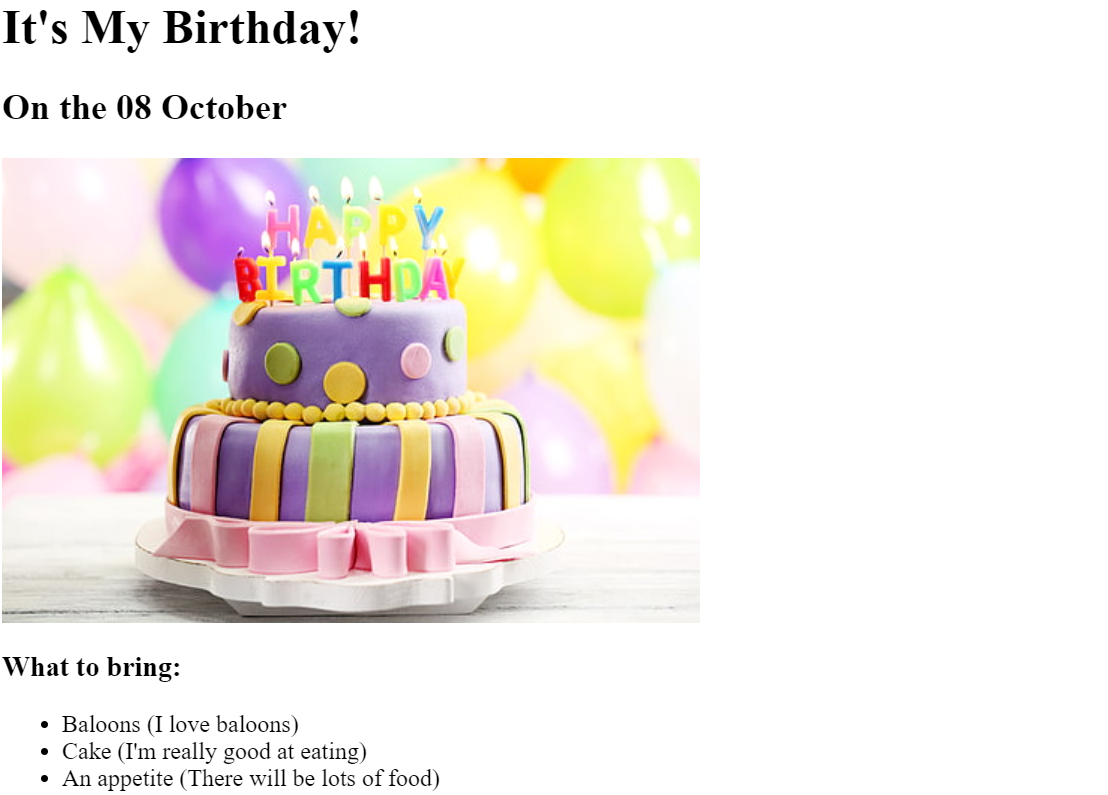 It's My Birthday!
On the 08 October
HAPPY
BIRTHDAY
What to bring:
Baloons (I love baloons)
Cake (I'm really good at eating)
An appetite (There will be lots of food)